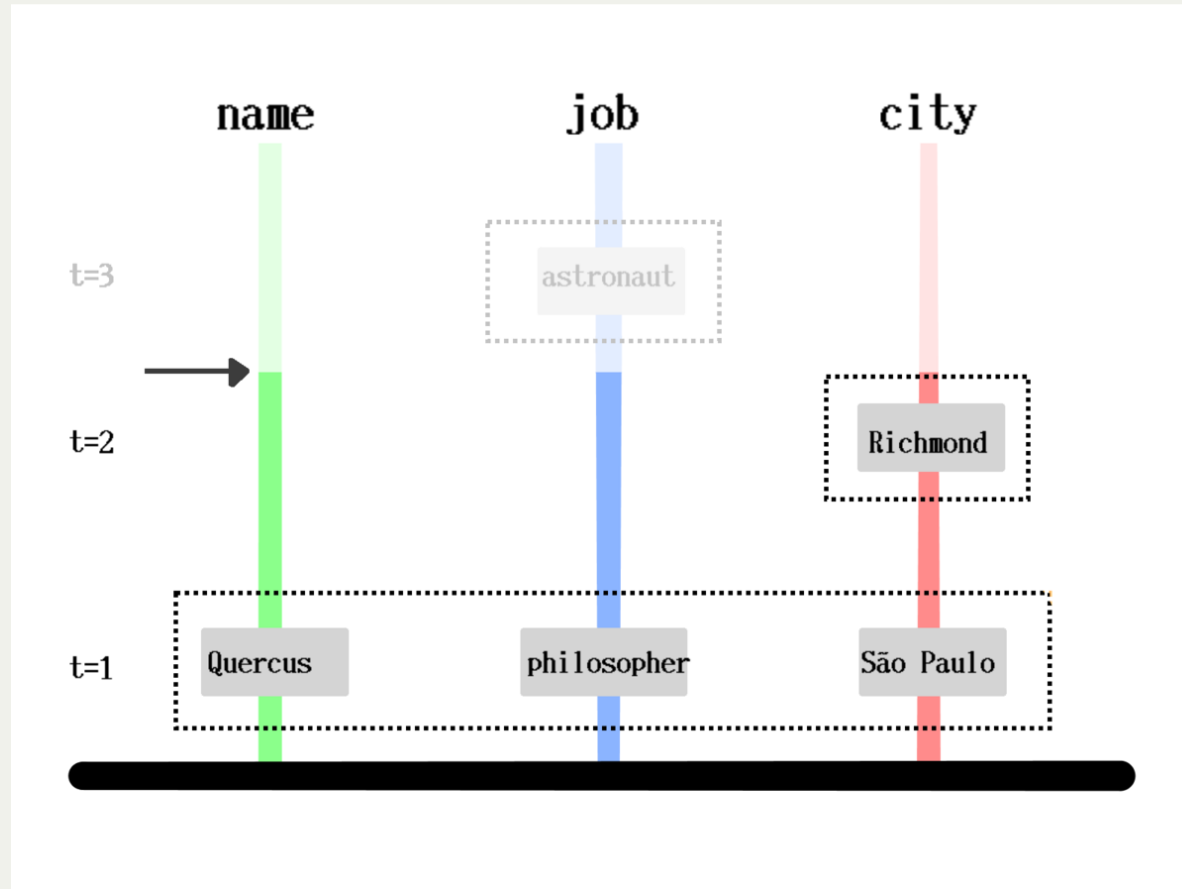 name job city
t=3 astronaut
t=2 Richmond
t=1 Quercus philosopher São Paulo